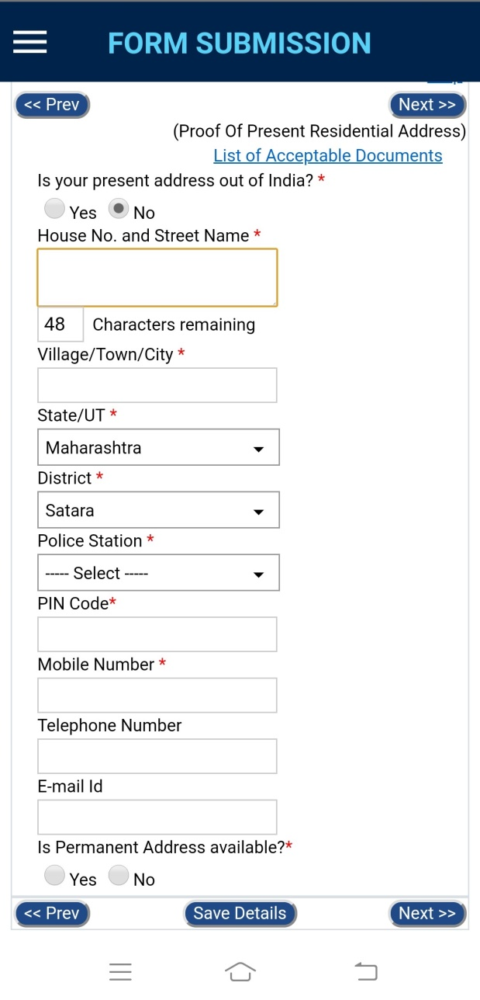 FORM SUBMISSION
<< Prev
Next >>
(Proof Of Present Residential Address)
List of Acceptable Documents
Is your present address out of India? *
Yes No
House No. and Street Name *
48 Characters remaining
Village/Town/City *
State/UT *
Maharashtra
District *
Satara
Police Station *
----- Select -----
PIN Code*
Mobile Number *
Telephone Number
E-mail Id
Is Permanent Address available?*
Yes No
<< Prev Save Details Next >>